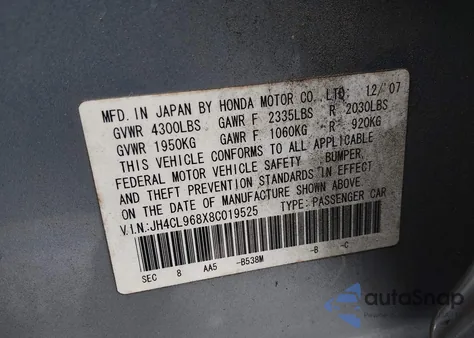 MFD. IN JAPAN BY HONDA MOTOR CO., LTD. 12/'07
GVWR 4300LBS GAWR F 2335LBS R 2030LBS
GVWR 1950KG GAWR F 1060KG R 920KG
THIS VEHICLE CONFORMS TO ALL APPLICABLE
FEDERAL MOTOR VEHICLE SAFETY, BUMPER,
AND THEFT PREVENTION STANDARDS IN EFFECT
ON THE DATE OF MANUFACTURE SHOWN ABOVE.
V.I.N:JH4CL968X8C019525 TYPE: PASSENGER CAR
SEC 8 AA5 -B538M -B -C
autoSnap